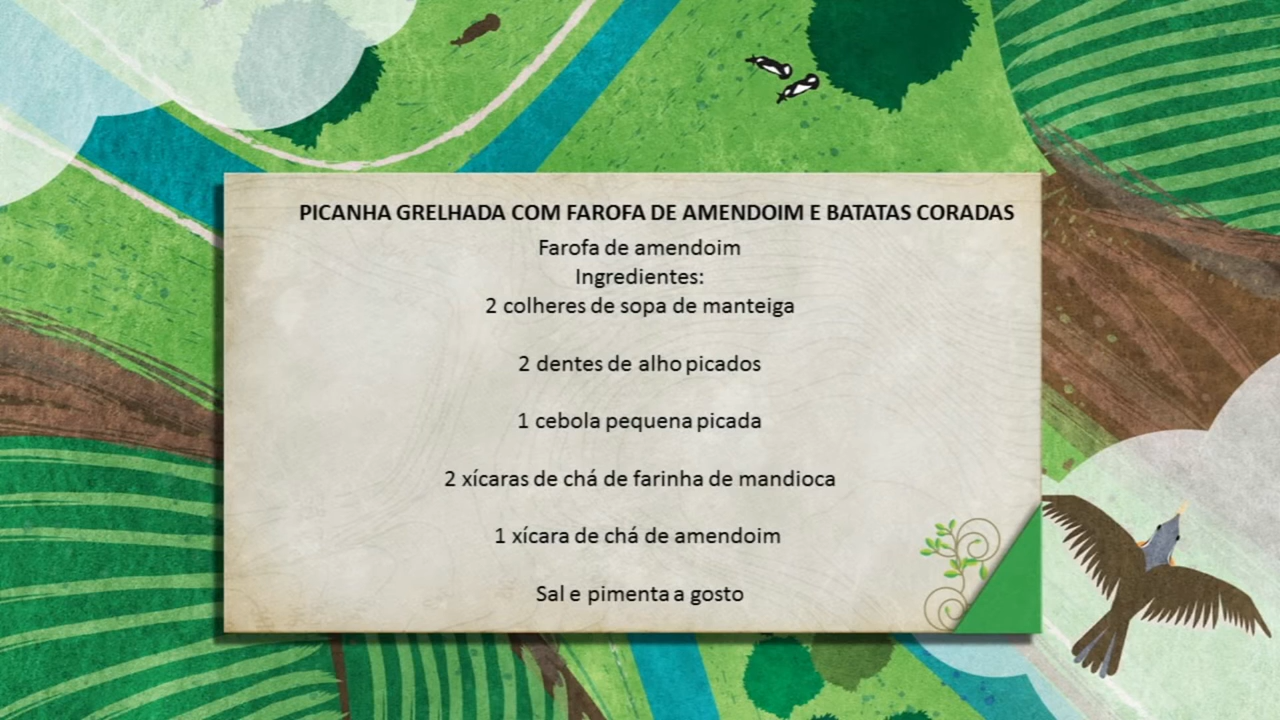 PICANHA GRELHADA COM FAROFA DE AMENDOIM E BATATAS CORADAS
Farofa de amendoim
Ingredientes:
2 colheres de sopa de manteiga
2 dentes de alho picados
1 cebola pequena picada
2 xícaras de chá de farinha de mandioca
1 xícara de chá de amendoim
Sal e pimenta a gosto